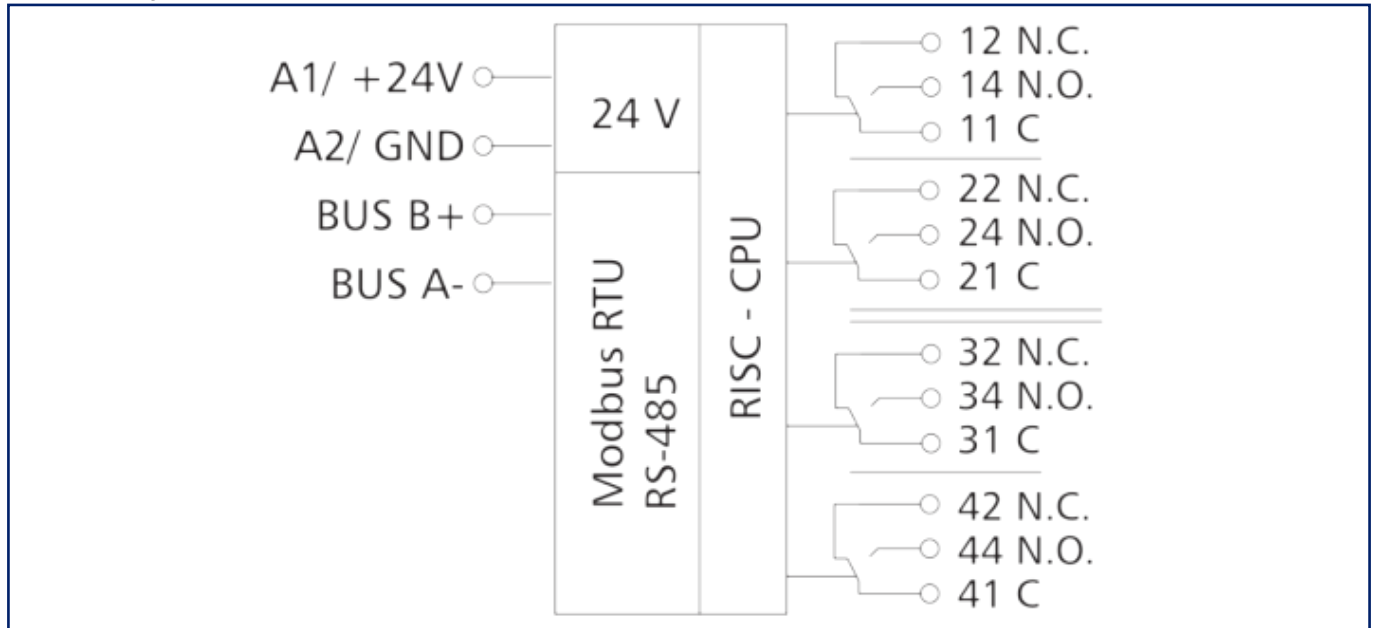 A1/ +24V
A2/ GND
BUS B+
BUS A-
24 V
Modbus RTU
RS-485
RISC - CPU
12 N.C.
14 N.O.
11 C
22 N.C.
24 N.O.
21 C
32 N.C.
34 N.O.
31 C
42 N.C.
44 N.O.
41 C